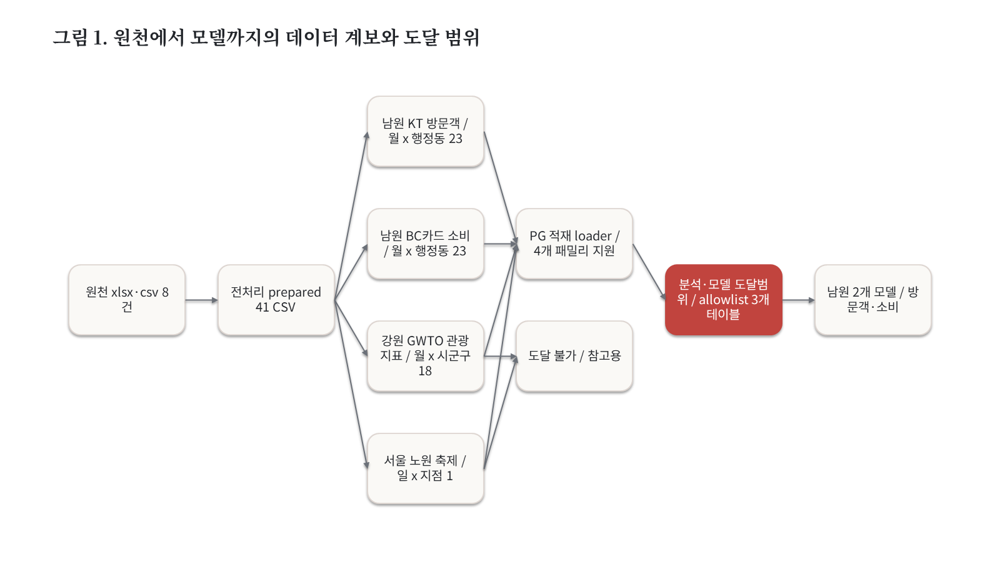 그림 1. 원천에서 모델까지의 데이터 계보와 도달 범위
원천 xlsx·csv 8
건
전처리 prepared
41 CSV
남원 KT 방문객 /
월 x 행정동 23
남원 BC카드 소비
/ 월 x 행정동 23
강원 GWTO 관광
지표 / 월 x 시군구
18
서울 노원 축제 /
일 x 지점 1
PG 적재 loader /
4개 패밀리 지원
도달 불가 / 참고용
분석·모델 도달범
위 / allowlist 3개
테이블
남원 2개 모델 / 방
문객·소비